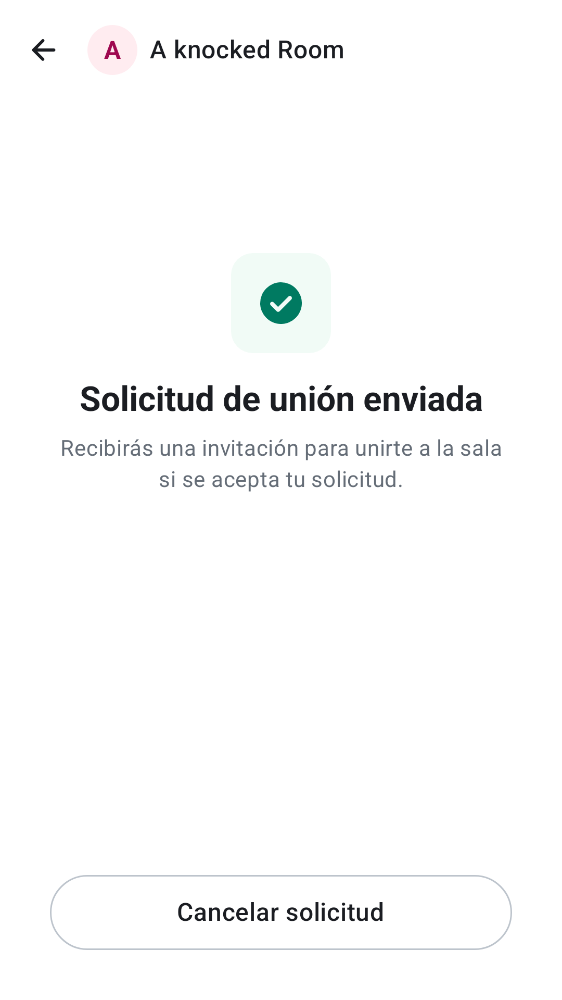 A
A knocked Room
Solicitud de unión enviada
Recibirás una invitación para unirte a la sala
si se acepta tu solicitud.
Cancelar solicitud